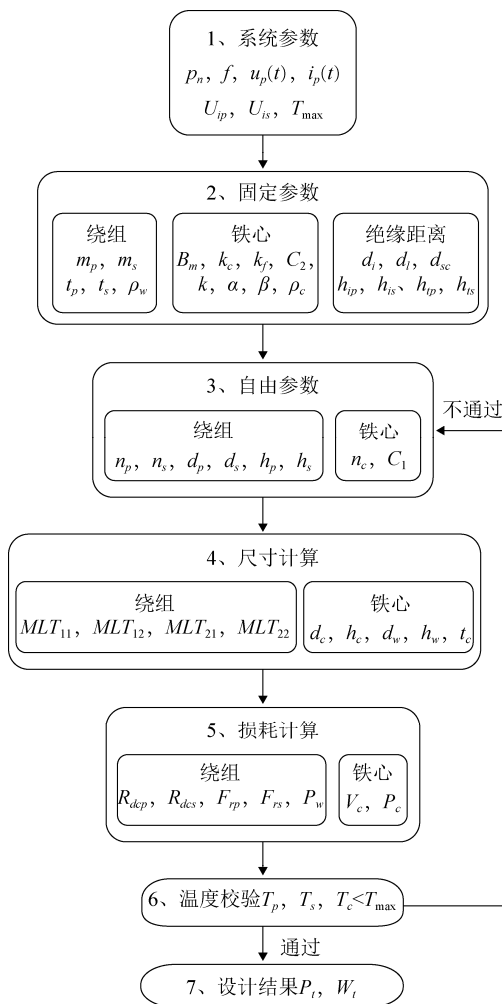 1、系统参数
p_n, f, u_p(t), i_p(t)
U_ip, U_is, T_max
2、固定参数
绕组
m_p, m_s
t_p, t_s, ρ_w
铁心
B_m, k_c, k_f, C_2,
k, α, β, ρ_c
绝缘距离
d_i, d_l, d_sc
h_ip, h_is、h_tp, h_ts
3、自由参数
绕组
n_p, n_s, d_p, d_s, h_p, h_s
铁心
n_c, C_1
不通过
4、尺寸计算
绕组
MLT_11, MLT_12, MLT_21, MLT_22
铁心
d_c, h_c, d_w, h_w, t_c
5、损耗计算
绕组
R_dcp, R_dcs, F_rp, F_rs, P_w
铁心
V_c, P_c
6、温度校验T_p, T_s, T_c<T_max
通过
7、设计结果P_t, W_t